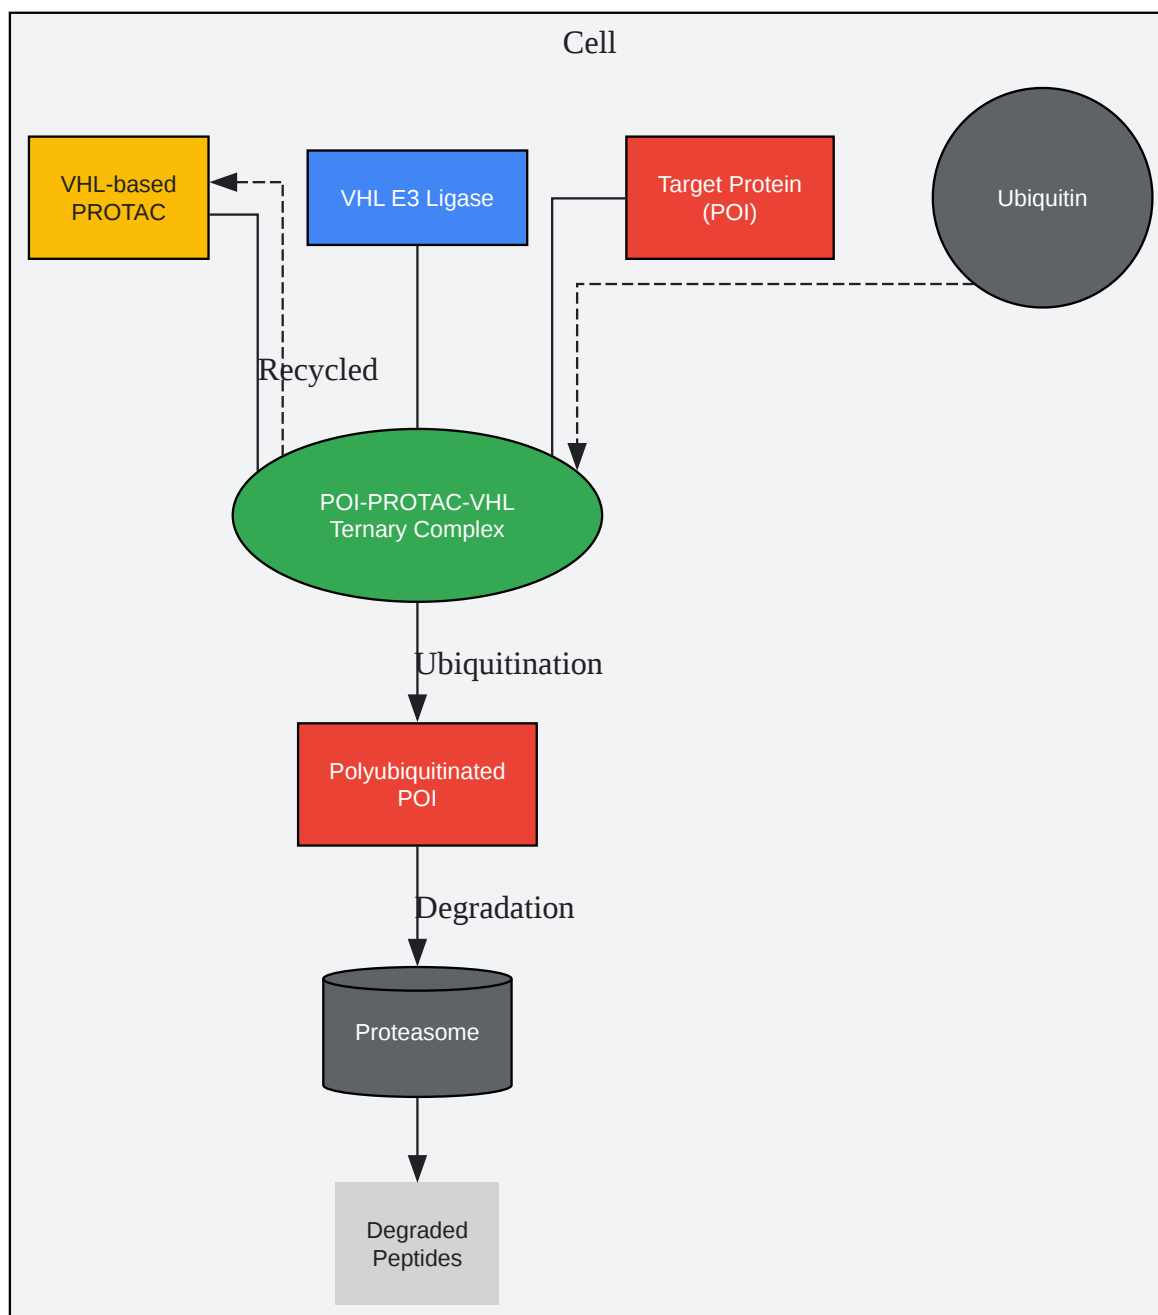 Cell
VHL-based
PROTAC
VHL E3 Ligase
Target Protein
(POI)
Ubiquitin
Recycled
POI-PROTAC-VHL
Ternary Complex
Ubiquitination
Polyubiquitinated
POI
Degradation
Proteasome
Degraded
Peptides